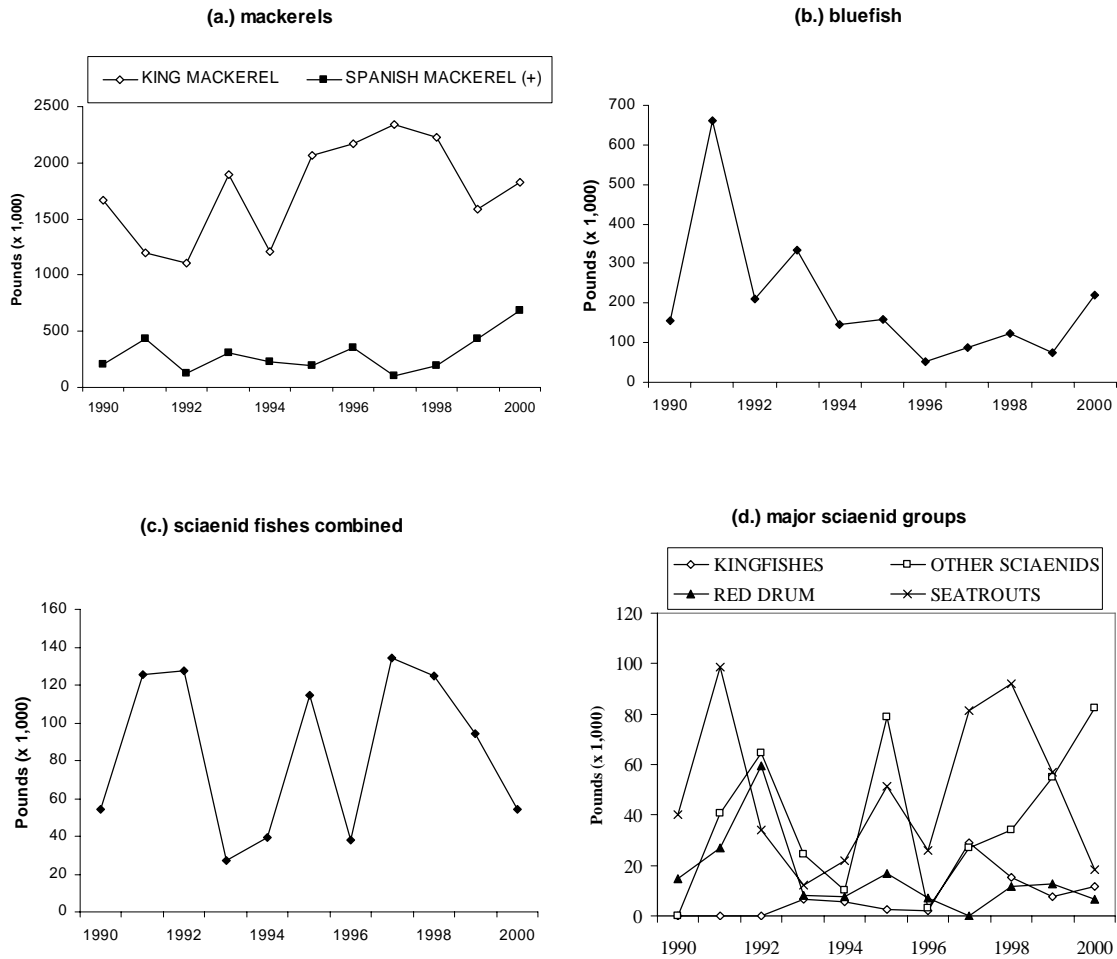 (a.) mackerels
KING MACKEREL SPANISH MACKEREL (+)
Pounds (x 1,000)
2500
2000
1500
1000
500
0
1990 1992 1994 1996 1998 2000
(b.) bluefish
Pounds (x 1,000)
700
600
500
400
300
200
100
0
1990 1992 1994 1996 1998 2000
(c.) sciaenid fishes combined
Pounds (x 1,000)
160
140
120
100
80
60
40
20
0
1990 1992 1994 1996 1998 2000
(d.) major sciaenid groups
KINGFISHES OTHER SCIAENIDS
RED DRUM SEATROUTS
Pounds (x 1,000)
120
100
80
60
40
20
0
1990 1992 1994 1996 1998 2000